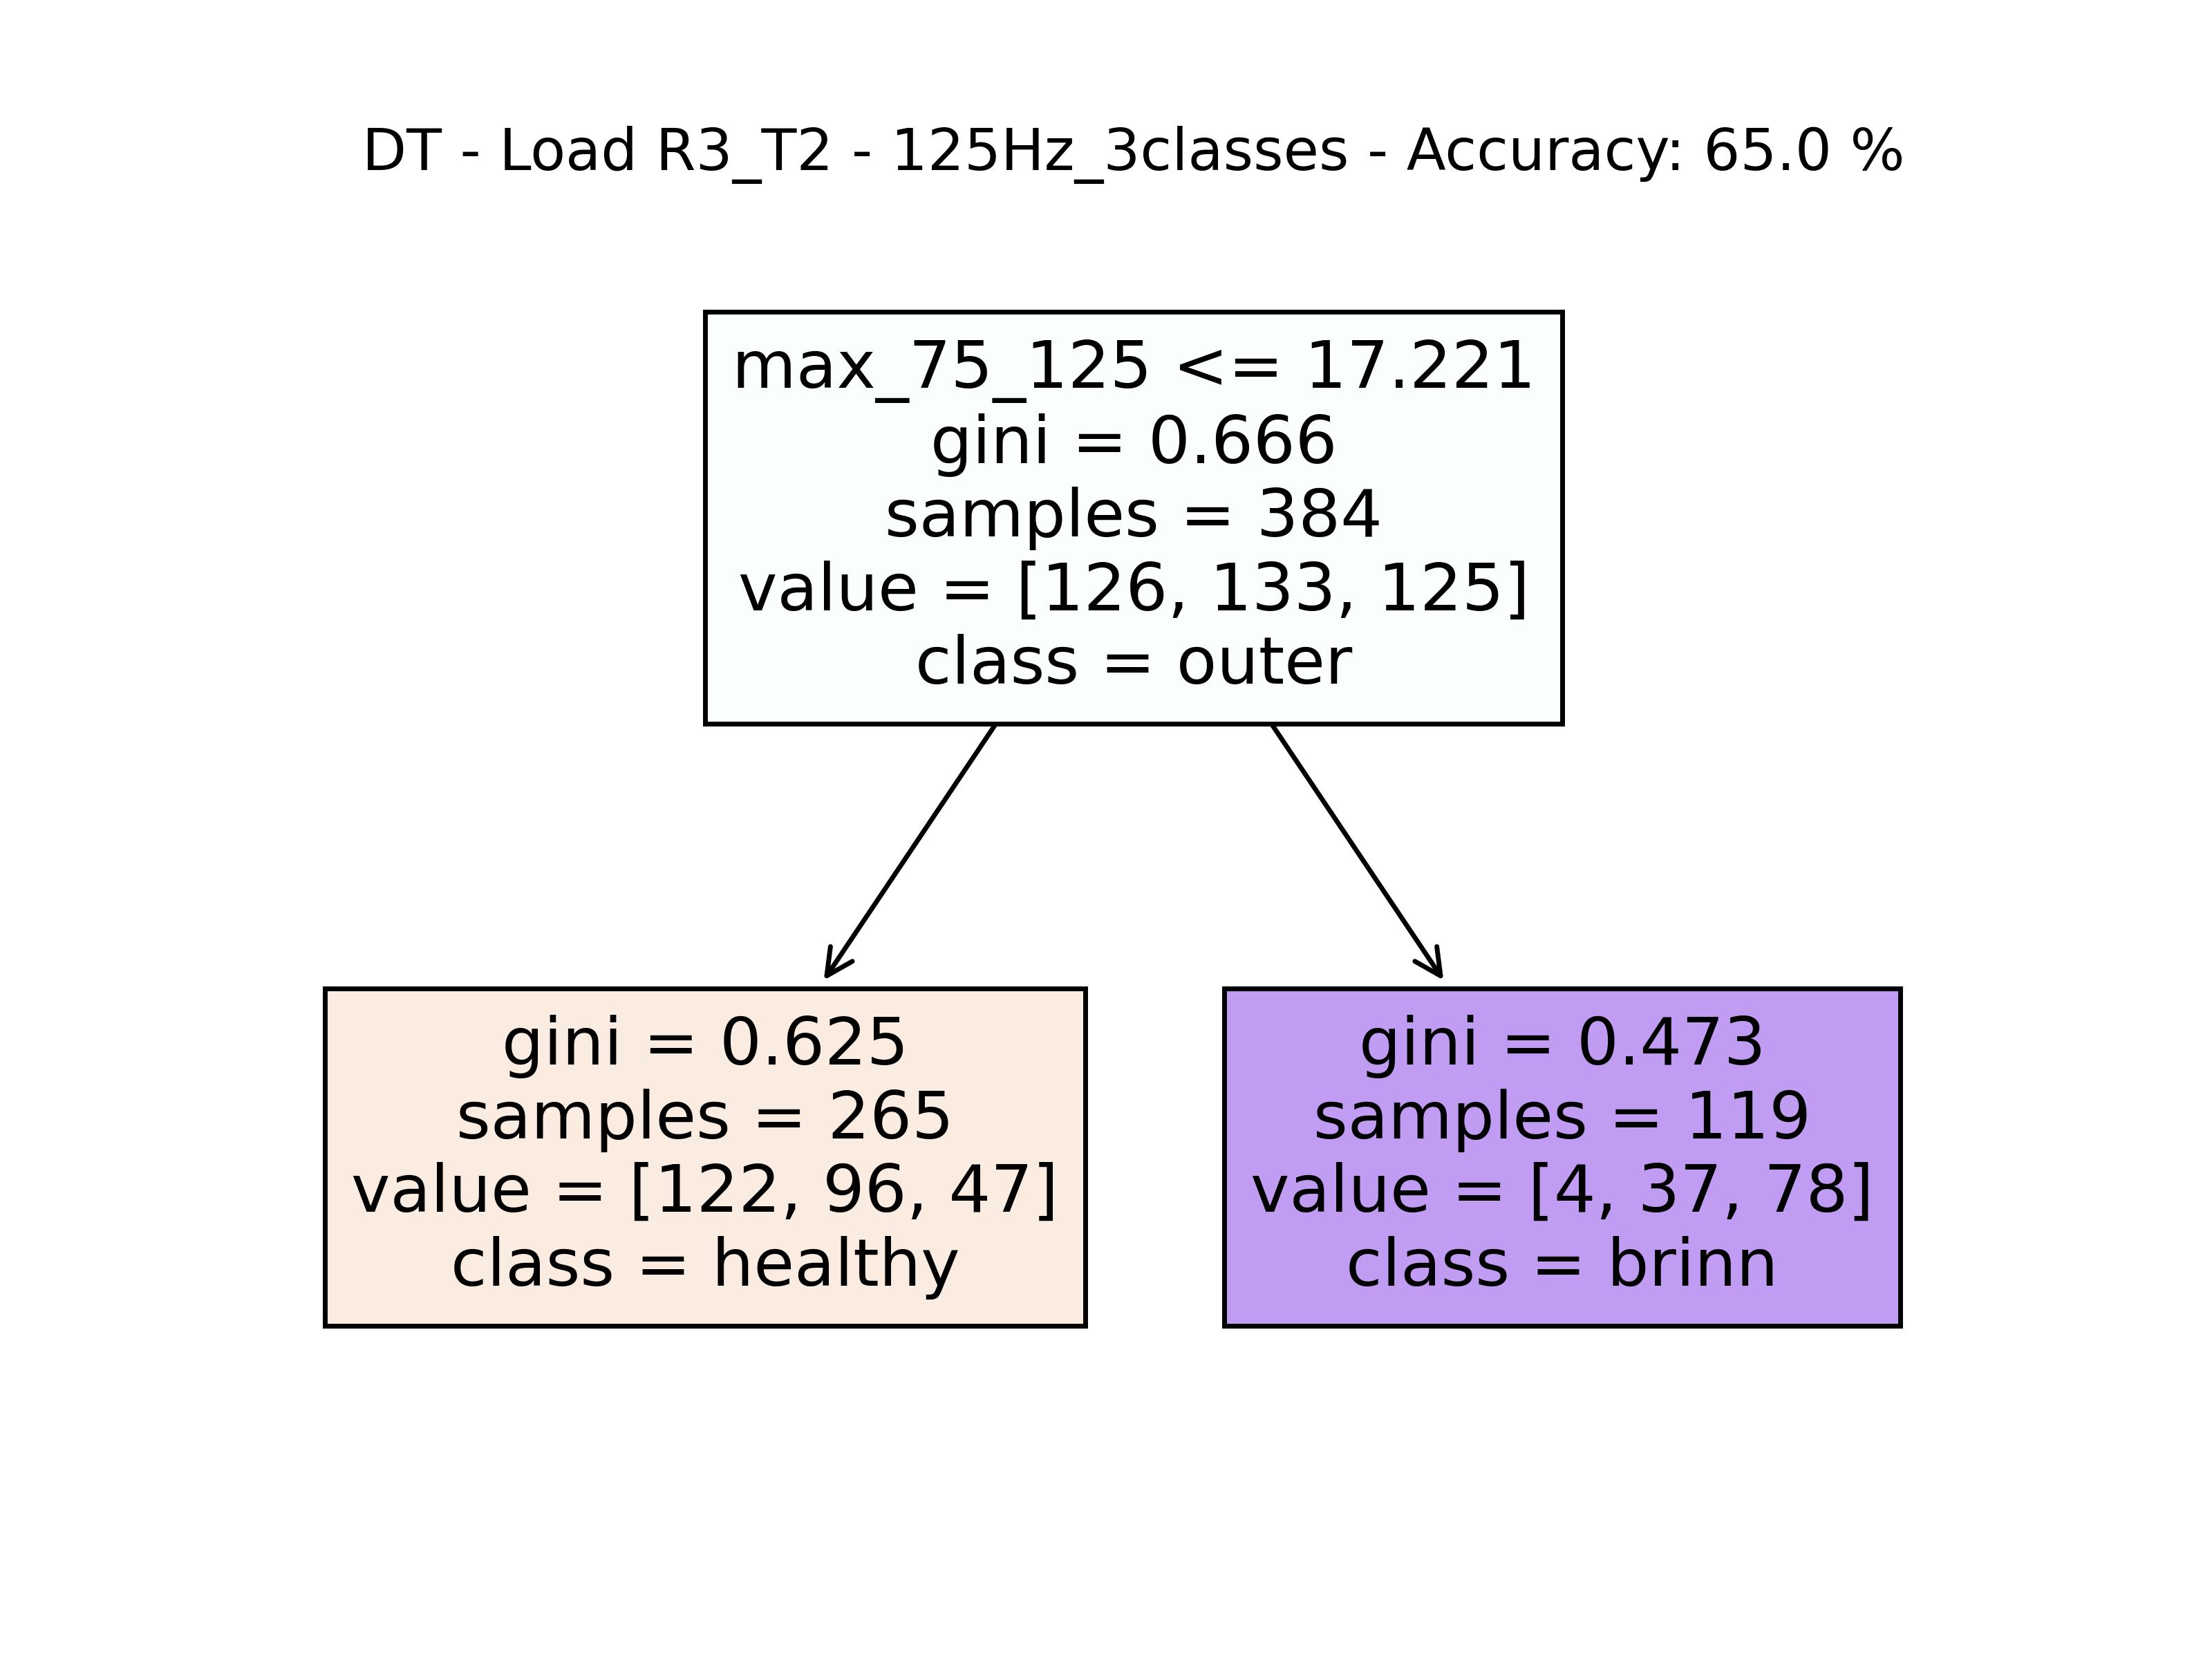 DT - Load R3_T2 - 125Hz_3classes - Accuracy: 65.0 %
max_75_125 <= 17.221
gini = 0.666
samples = 384
value = [126, 133, 125]
class = outer
gini = 0.625
samples = 265
value = [122, 96, 47]
class = healthy
gini = 0.473
samples = 119
value = [4, 37, 78]
class = brinn